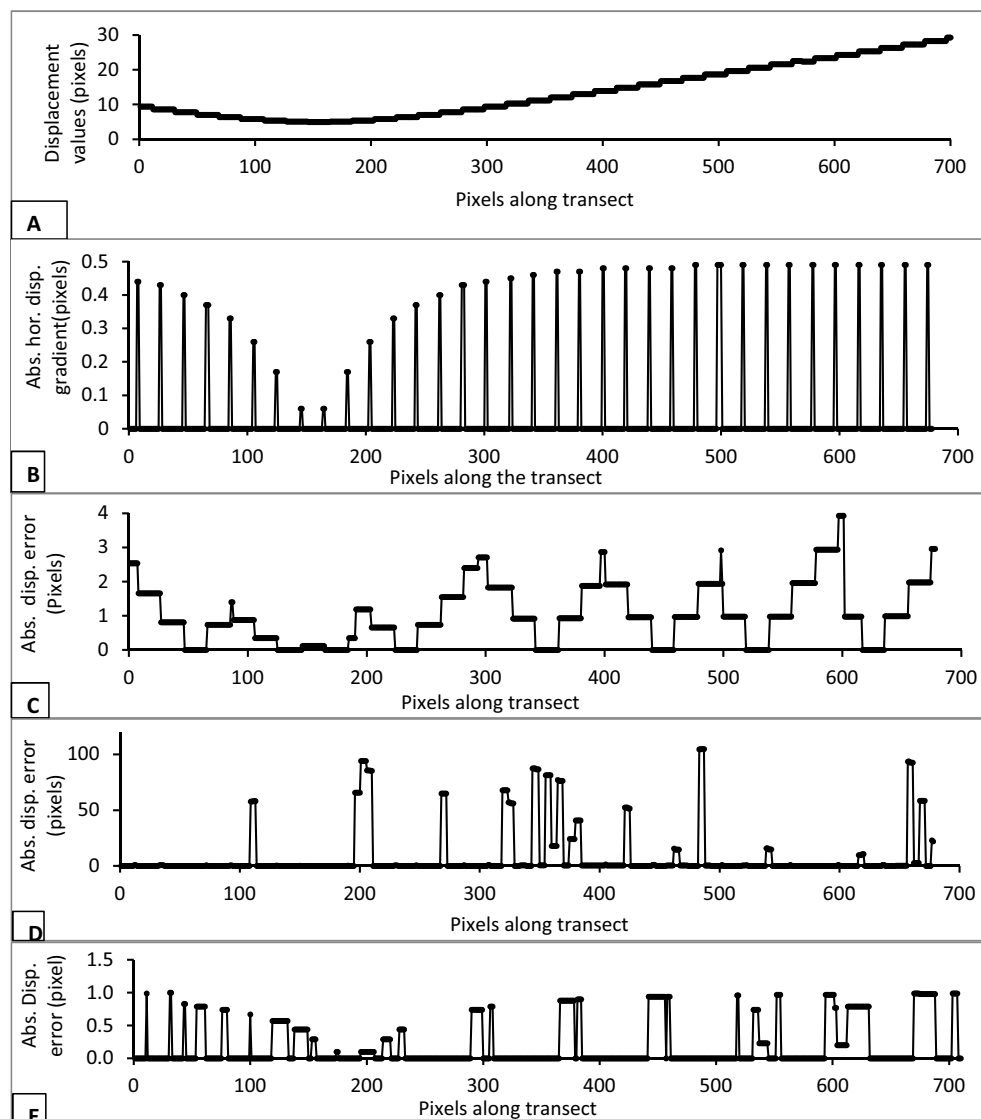 Displacement
values (pixels)
30
20
10
0
0 100 200 300 400 500 600 700
Pixels along transect
A
Abs. hor. disp.
gradient(pixels)
0.5
0.4
0.3
0.2
0.1
0
0 100 200 300 400 500 600 700
Pixels along the transect
B
Abs. disp. error
(Pixels)
4
3
2
1
0
0 100 200 300 400 500 600 700
Pixels along transect
C
Abs. disp. error
(pixels)
100
50
0
0 100 200 300 400 500 600 700
Pixels along transect
D
Abs. Disp.
error (pixel)
1.5
1.0
0.5
0.0
0 100 200 300 400 500 600 700
Pixels along transect